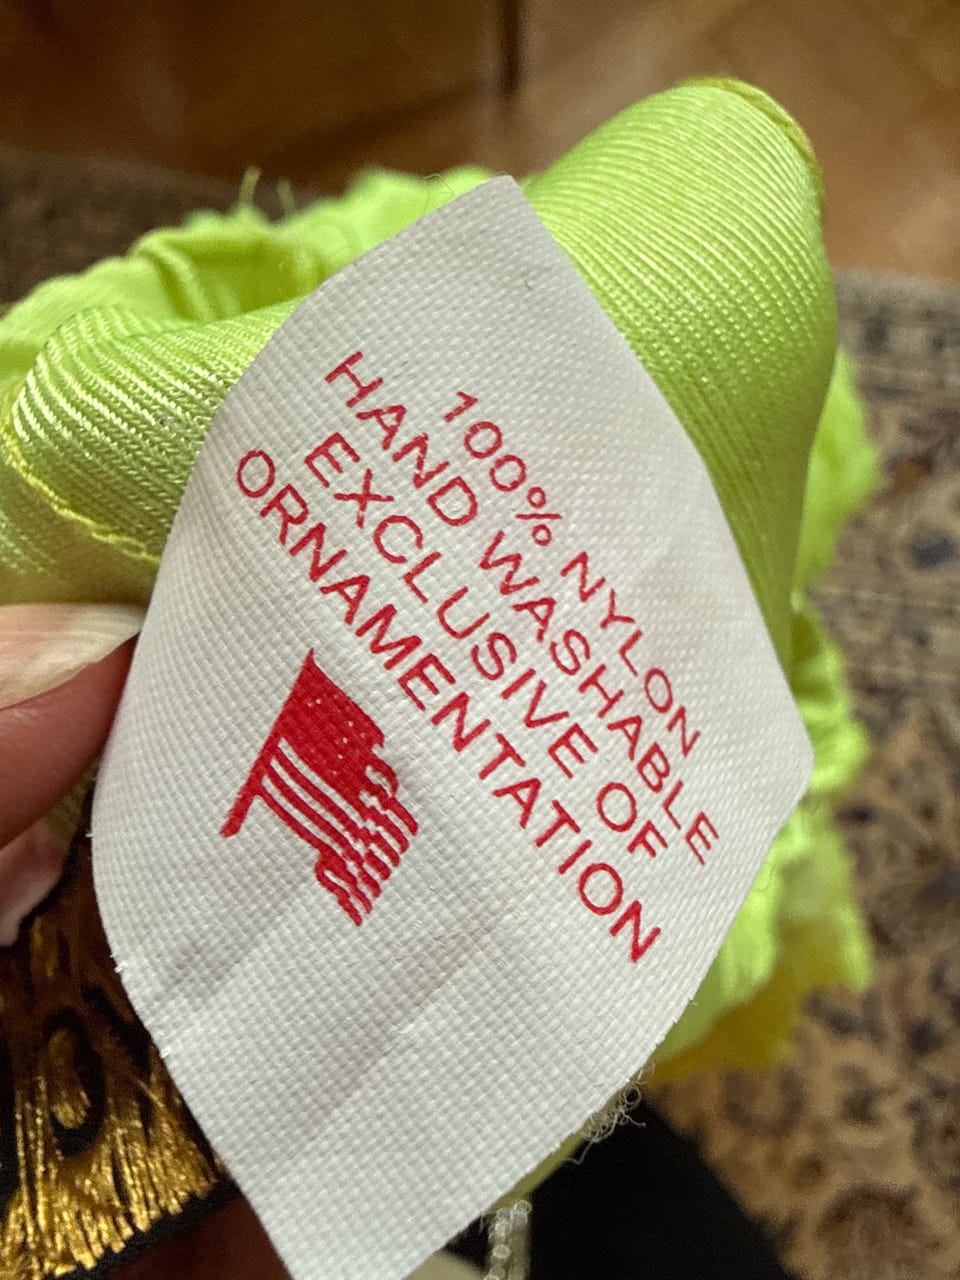 100% NYLON
HAND WASHABLE
EXCLUSIVE OF
ORNAMENTATION